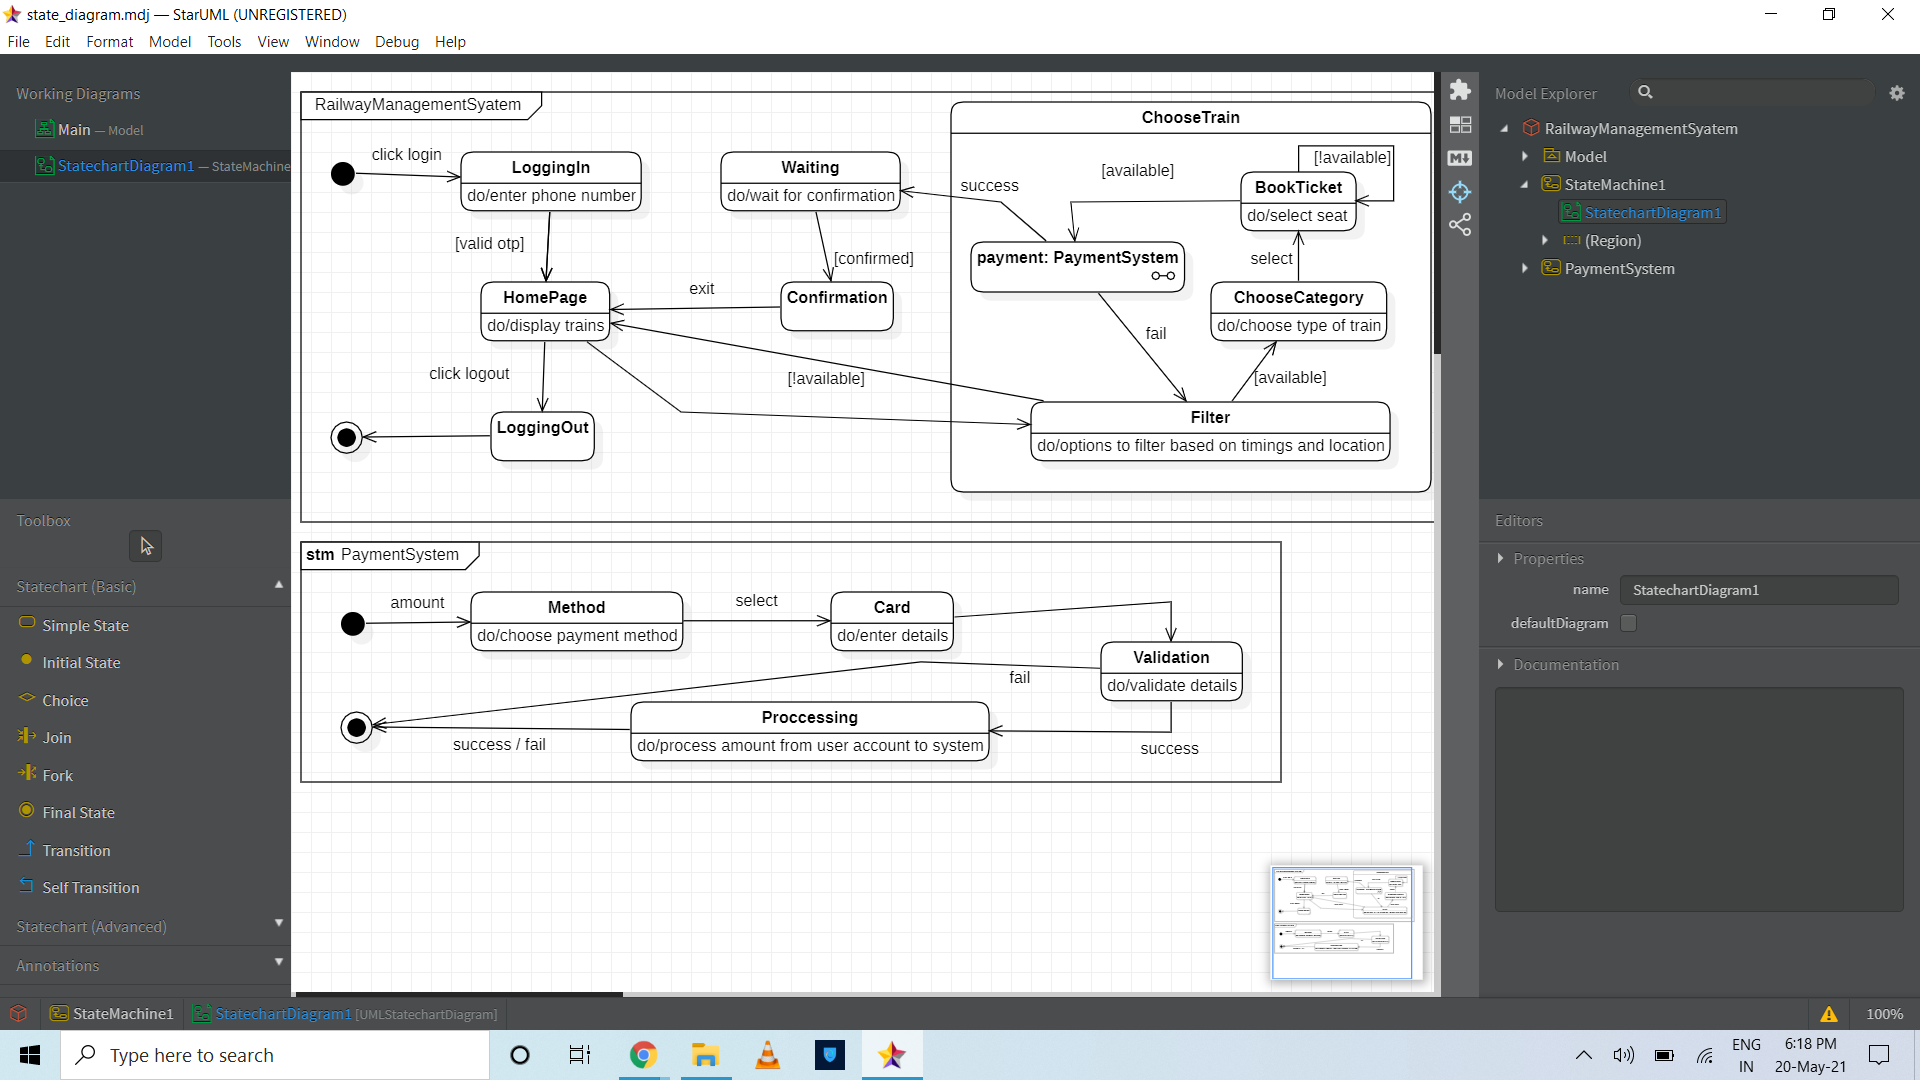 state_diagram.mdj — StarUML (UNREGISTERED)
File Edit Format Model Tools View Window Debug Help
Working Diagrams
Main — Model
StatechartDiagram1 — StateMachine
Toolbox
Statechart (Basic)
Simple State
Initial State
Choice
Join
Fork
Final State
Transition
Self Transition
Statechart (Advanced)
Annotations
RailwayManagementSyatem
click login
LoggingIn
do/enter phone number
[valid otp]
HomePage
do/display trains
click logout
LoggingOut
Waiting
do/wait for confirmation
[confirmed]
Confirmation
exit
[!available]
ChooseTrain
success
[available]
[!available]
BookTicket
do/select seat
payment: PaymentSystem
select
ChooseCategory
do/choose type of train
fail
[available]
Filter
do/options to filter based on timings and location
stm PaymentSystem
amount
Method
do/choose payment method
select
Card
do/enter details
Validation
do/validate details
fail
success
Proccessing
do/process amount from user account to system
success / fail
Model Explorer
RailwayManagementSyatem
Model
StateMachine1
StatechartDiagram1
(Region)
PaymentSystem
Editors
Properties
name StatechartDiagram1
defaultDiagram
Documentation
StateMachine1 StatechartDiagram1 [UMLStatechartDiagram]
100%
Type here to search
ENG
IN
6:18 PM
20-May-21
M